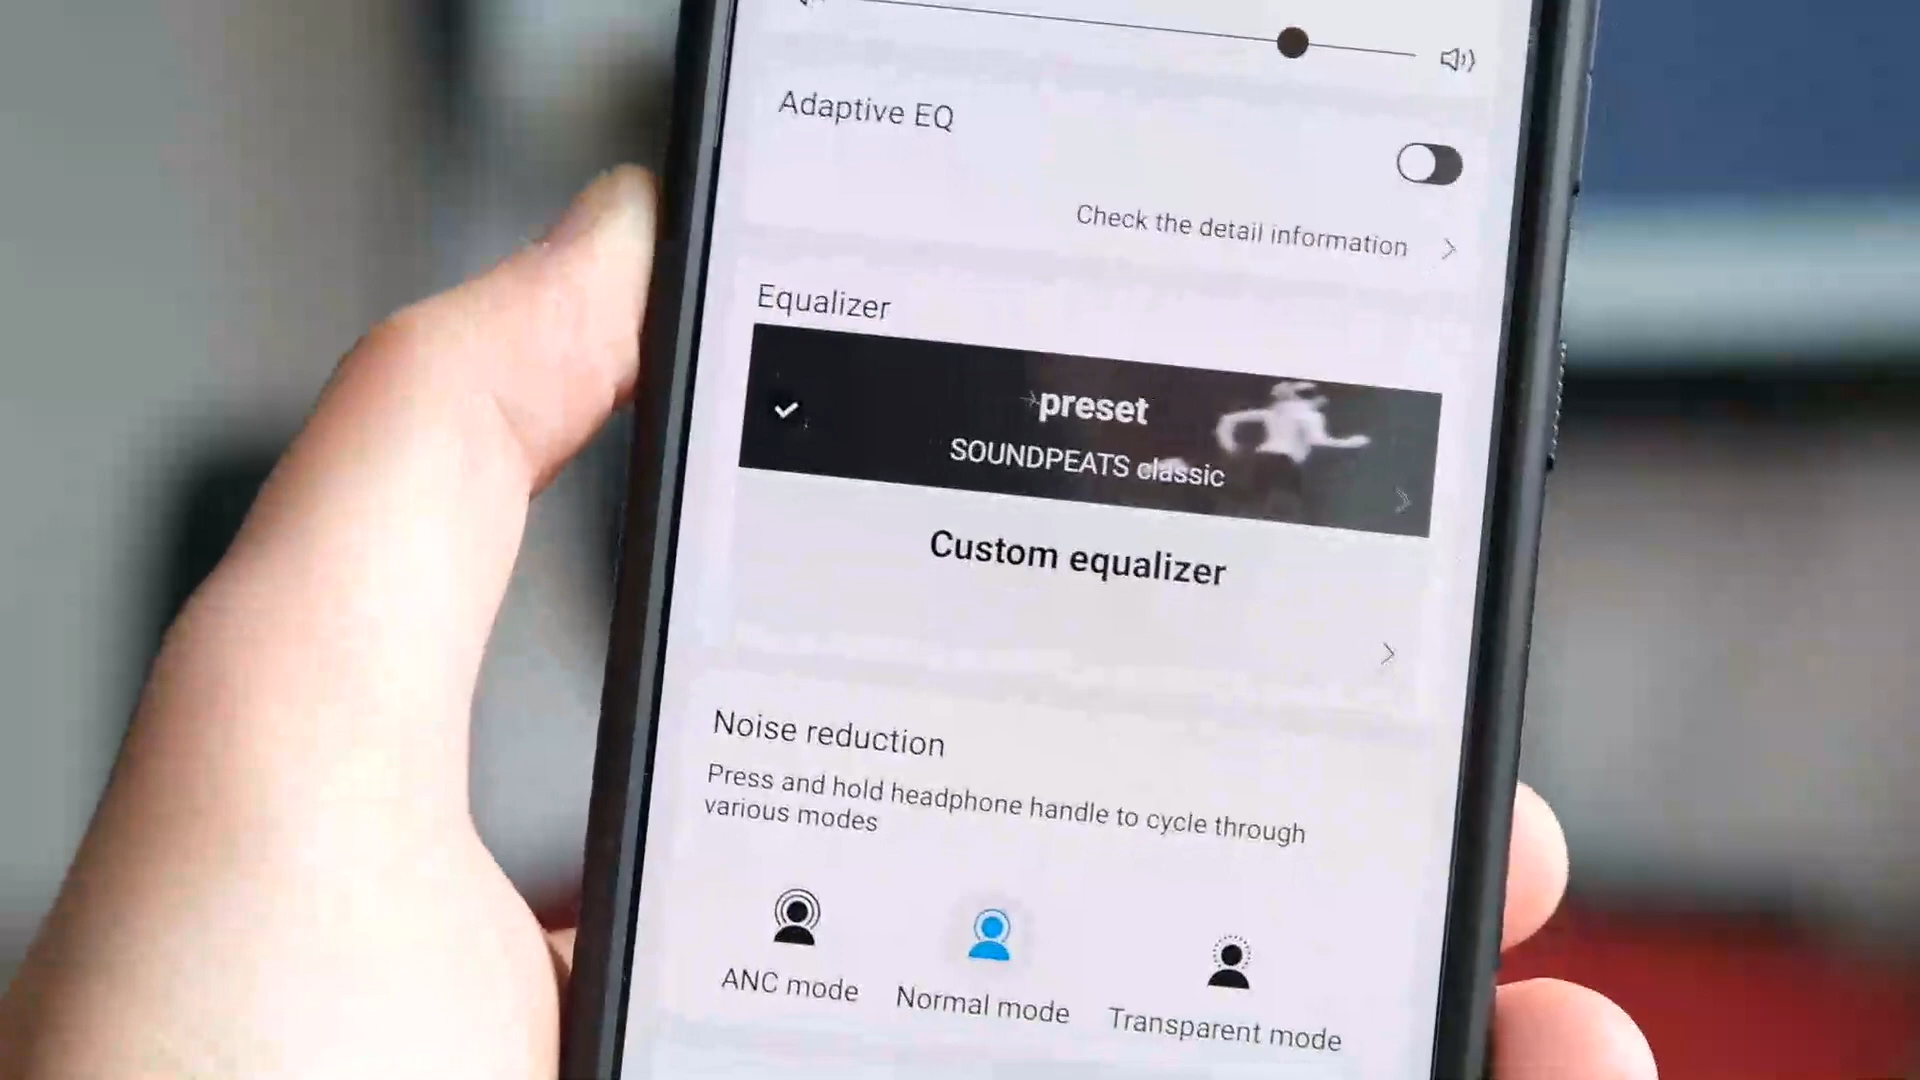 Adaptive EQ
Check the detail information
Equalizer
preset
SOUNDPEATS classic
Custom equalizer
Noise reduction
Press and hold headphone handle to cycle through
various modes
ANC mode
Normal mode
Transparent mode